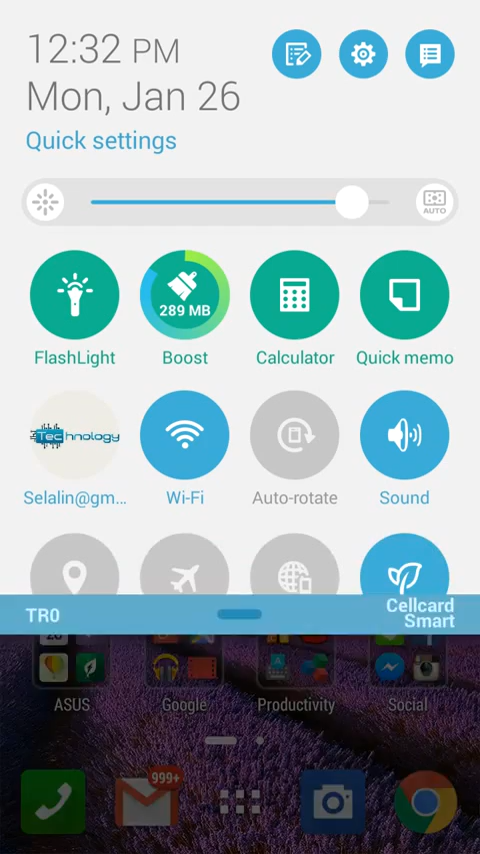 12:32 PM
Mon, Jan 26
Quick settings
AUTO
289 MB
FlashLight
Boost
Calculator
Quick memo
Technology
Selalin@gm...
Wi-Fi
Auto-rotate
Sound
TR0
Cellcard
Smart
ASUS
Google
Productivity
Social
999+